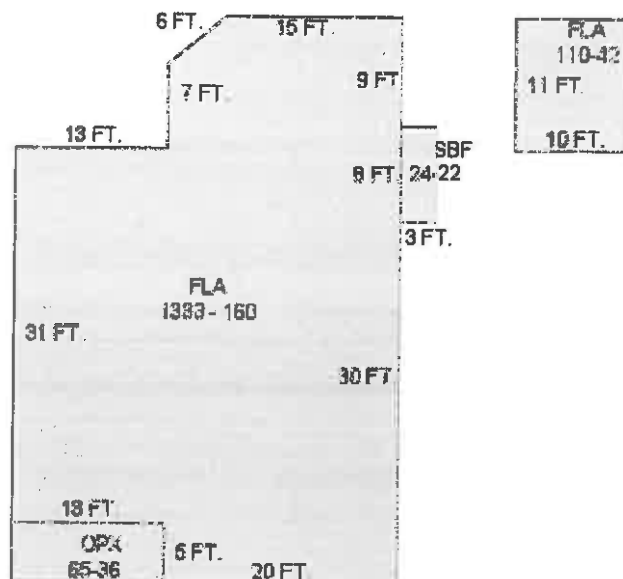 6 FT.
15 FT.
FLA
110-42
7 FT.
9 FT
11 FT.
13 FT.
10 FT.
SBF
8 FT.
24-22
3 FT.
FLA
1333 - 160
31 FT.
30 FT
13 FT.
OPX
65-36
5 FT.
20 FT.